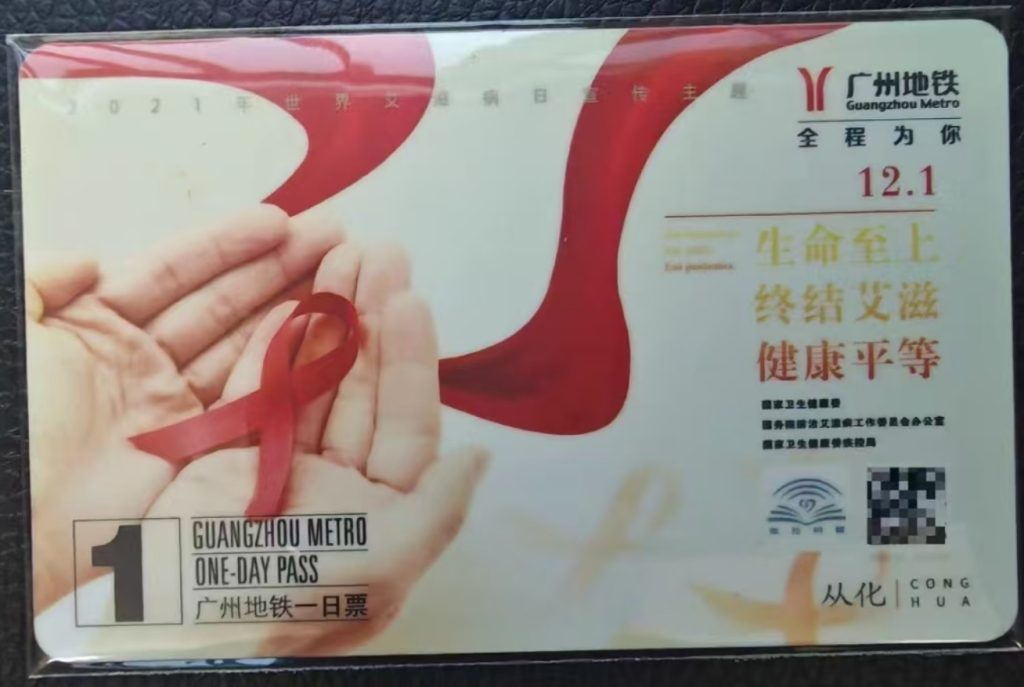 2021年世界艾滋病日宣传主题
广州地铁
Guangzhou Metro
全程为你
12.1
生命至上
终结艾滋
健康平等
End pandemics
国家卫生健康委
国务院防治艾滋病工作委员会办公室
国家卫生健康委疾控局
1
GUANGZHOU METRO
ONE-DAY PASS
广州地铁一日票
从化
CONG
HUA